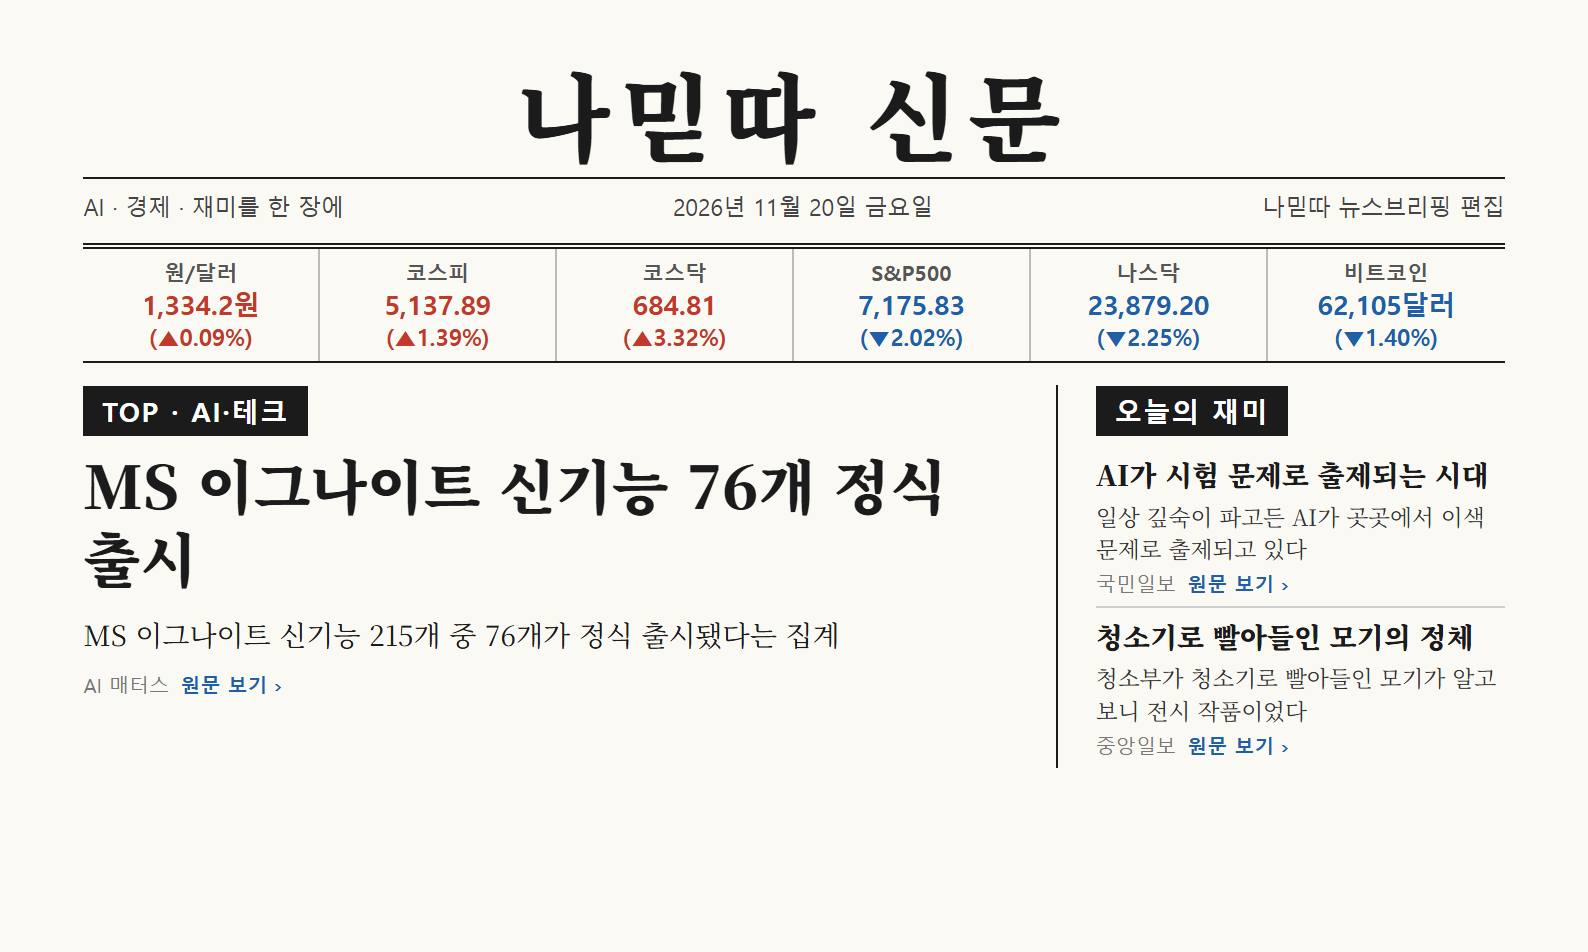 나믿따 신문
AI · 경제 · 재미를 한 장에
2026년 11월 20일 금요일
나믿따 뉴스브리핑 편집
원/달러
1,334.2원
(▲0.09%)
코스피
5,137.89
(▲1.39%)
코스닥
684.81
(▲3.32%)
S&P500
7,175.83
(▼2.02%)
나스닥
23,879.20
(▼2.25%)
비트코인
62,105달러
(▼1.40%)
TOP · AI·테크
MS 이그나이트 신기능 76개 정식
출시
MS 이그나이트 신기능 215개 중 76개가 정식 출시됐다는 집계
AI 매터스 원문 보기 ›
오늘의 재미
AI가 시험 문제로 출제되는 시대
일상 깊숙이 파고든 AI가 곳곳에서 이색
문제로 출제되고 있다
국민일보 원문 보기 ›
청소기로 빨아들인 모기의 정체
청소부가 청소기로 빨아들인 모기가 알고
보니 전시 작품이었다
중앙일보 원문 보기 ›